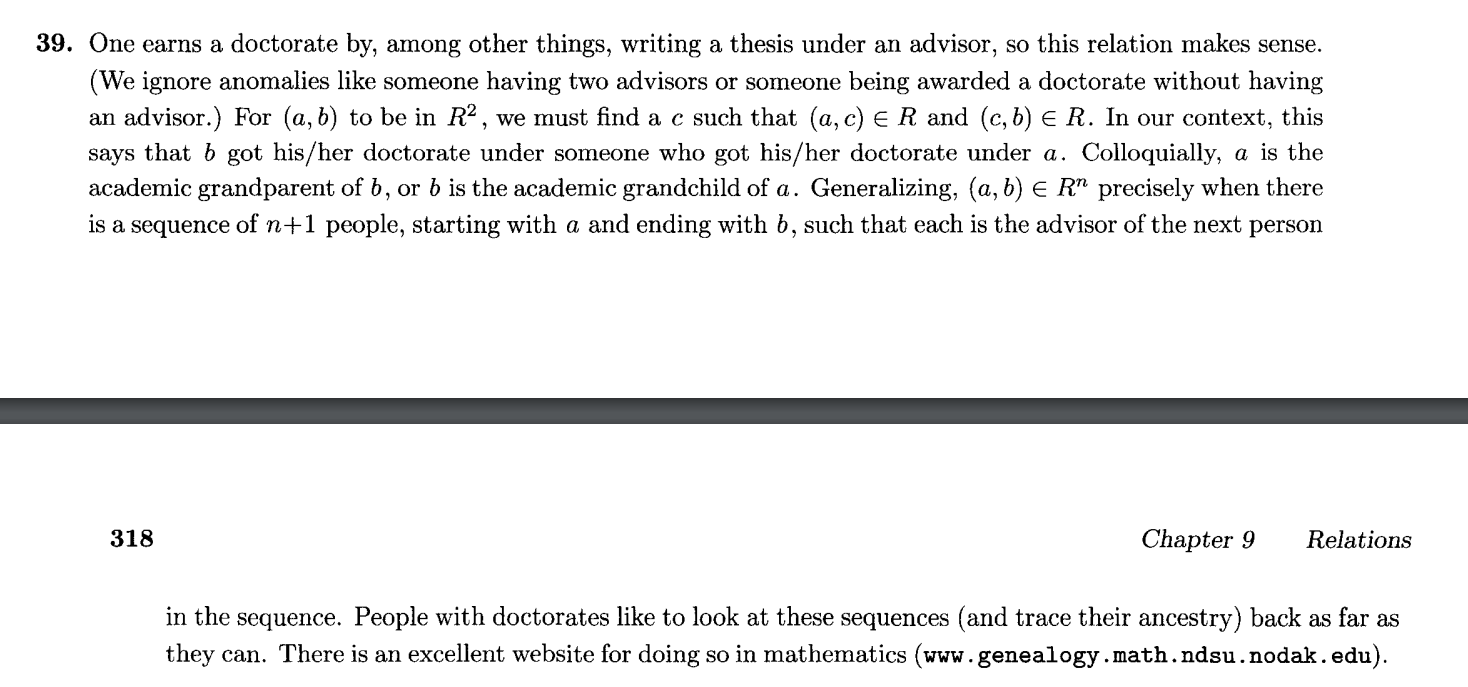 39. One earns a doctorate by, among other things, writing a thesis under an advisor, so this relation makes sense.
(We ignore anomalies like someone having two advisors or someone being awarded a doctorate without having
an advisor.) For (a, b) to be in R², we must find a c such that (a, c) ∈ R and (c, b) ∈ R. In our context, this
says that b got his/her doctorate under someone who got his/her doctorate under a. Colloquially, a is the
academic grandparent of b, or b is the academic grandchild of a. Generalizing, (a, b) ∈ Rⁿ precisely when there
is a sequence of n+1 people, starting with a and ending with b, such that each is the advisor of the next person
318 Chapter 9 Relations
in the sequence. People with doctorates like to look at these sequences (and trace their ancestry) back as far as
they can. There is an excellent website for doing so in mathematics (www.genealogy.math.ndsu.nodak.edu).